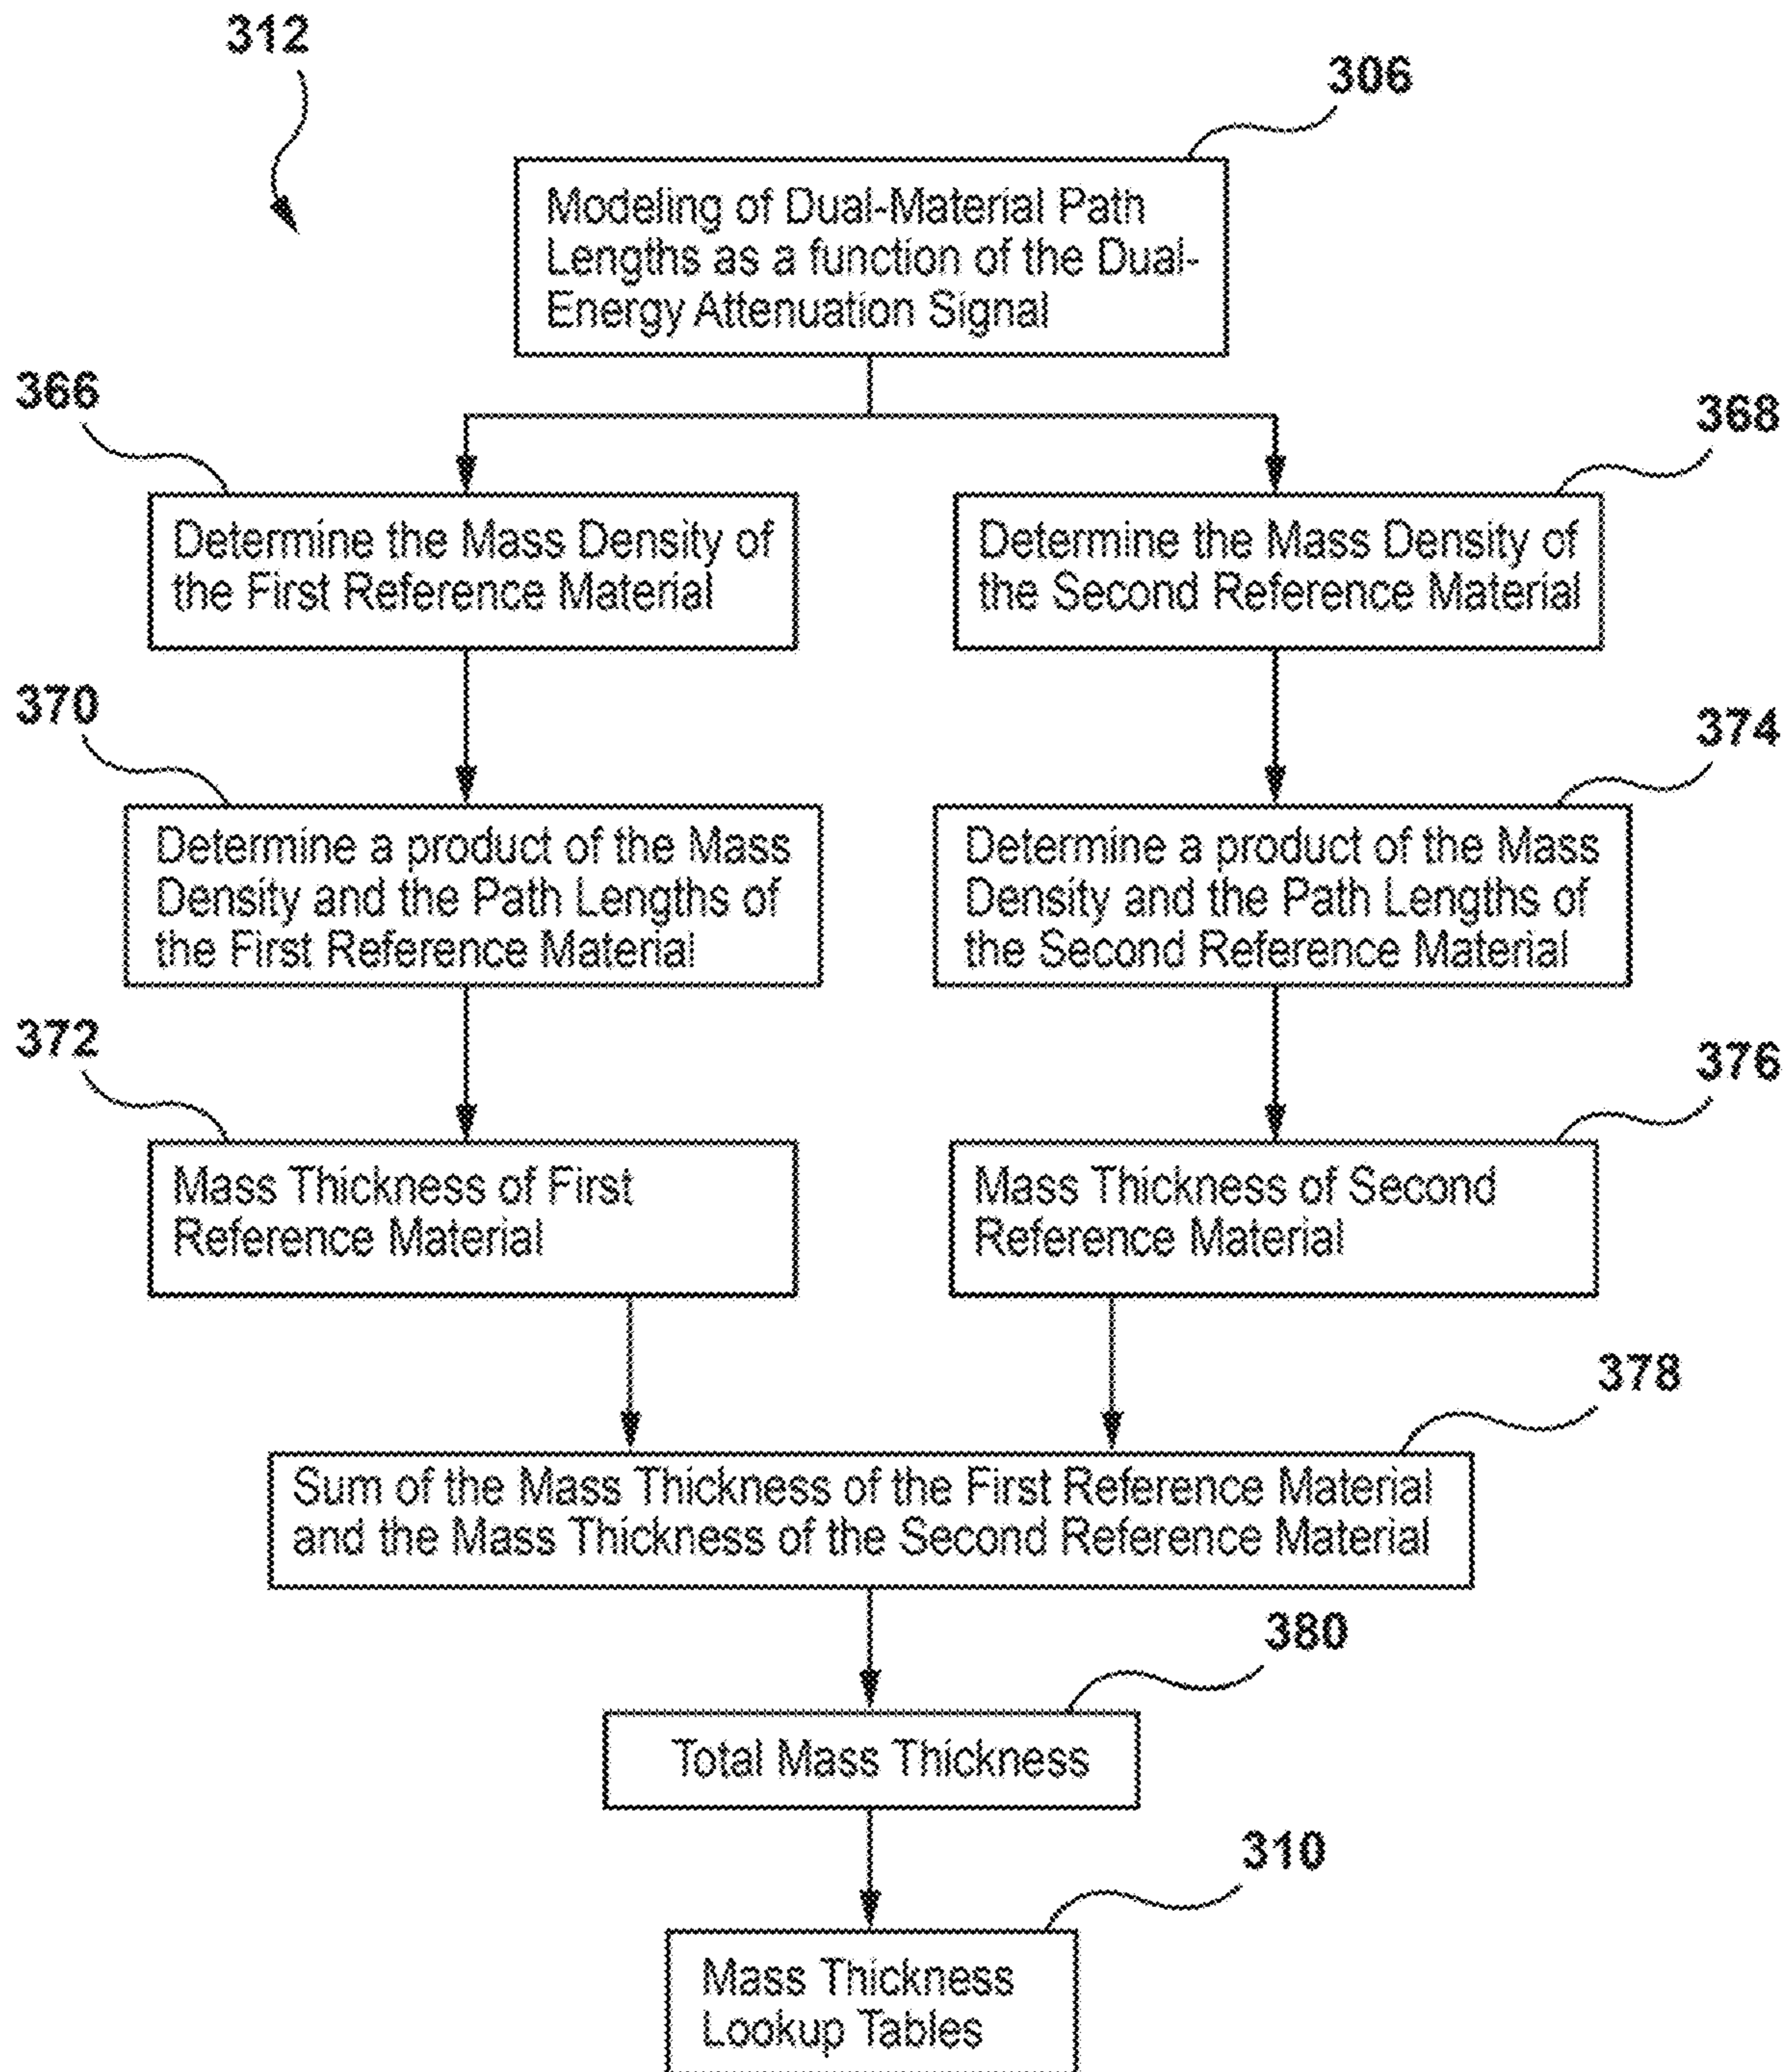 312
306
Modeling of Dual-Material Path
Lengths as a function of the Dual-
Energy Attenuation Signal
366
368
Determine the Mass Density of
the First Reference Material
Determine the Mass Density of
the Second Reference Material
370
374
Determine a product of the Mass
Density and the Path Lengths of
the First Reference Material
Determine a product of the Mass
Density and the Path Lengths of
the Second Reference Material
372
376
Mass Thickness of First
Reference Material
Mass Thickness of Second
Reference Material
378
Sum of the Mass Thickness of the First Reference Material
and the Mass Thickness of the Second Reference Material
380
Total Mass Thickness
310
Mass Thickness
Lookup Tables